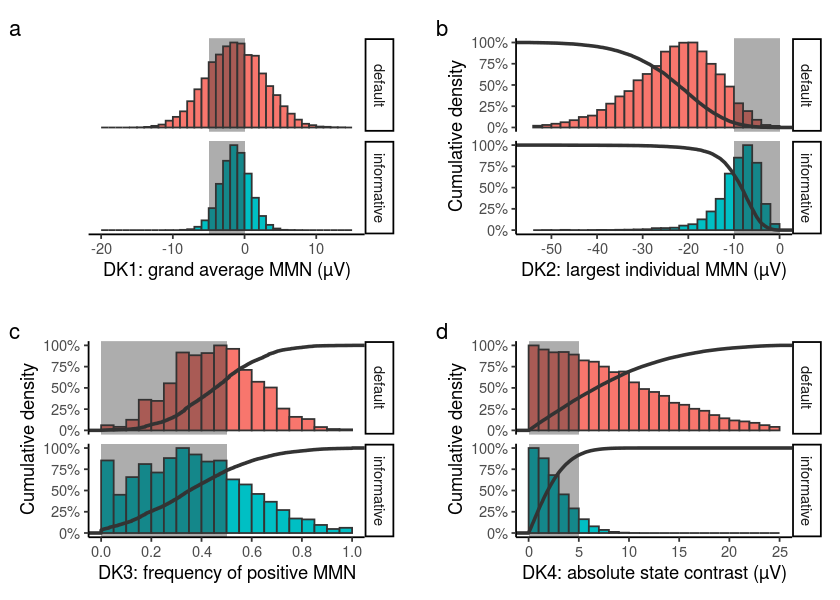 a
default
informative
-20 -10 0 10
DK1: grand average MMN (µV)
b
Cumulative density
100%
75%
50%
25%
0%
default
100%
75%
50%
25%
0%
informative
-50 -40 -30 -20 -10 0
DK2: largest individual MMN (µV)
c
Cumulative density
100%
75%
50%
25%
0%
default
100%
75%
50%
25%
0%
informative
0.0 0.2 0.4 0.6 0.8 1.0
DK3: frequency of positive MMN
d
Cumulative density
100%
75%
50%
25%
0%
default
100%
75%
50%
25%
0%
informative
0 5 10 15 20 25
DK4: absolute state contrast (µV)